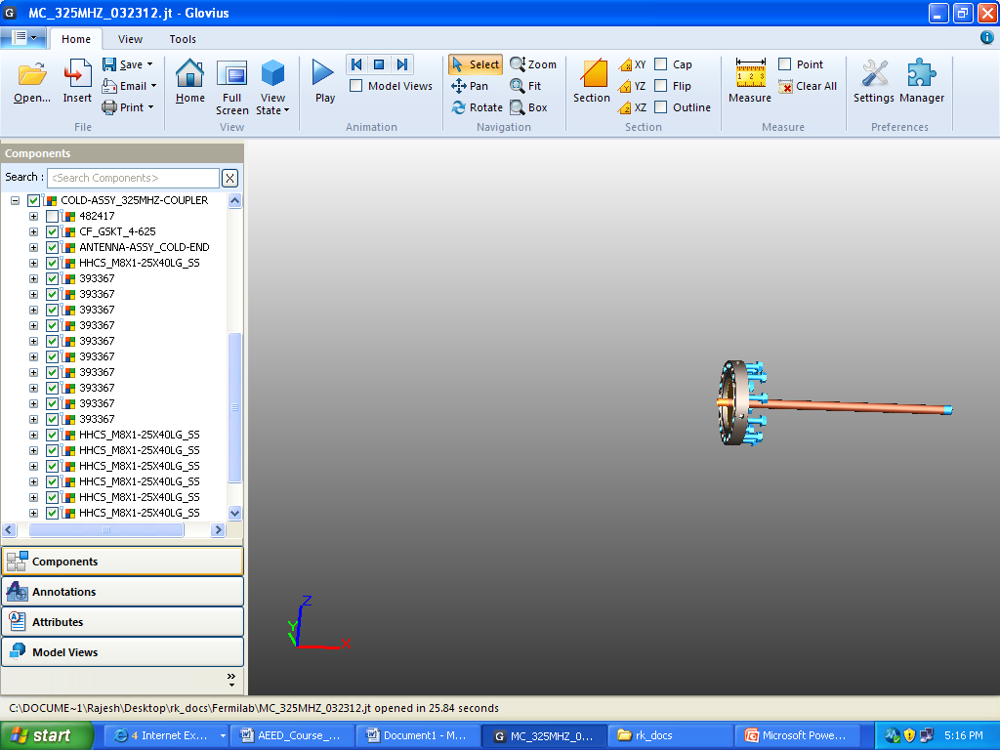 MC_325MHZ_032312.jt - Glovius
Home View Tools
Open... Insert Save Email Print
File
Home Full Screen View State
View
Play Model Views
Animation
Select Zoom
Pan Fit
Rotate Box
Navigation
Section XY Cap
YZ Flip
XZ Outline
Section
Measure Point
Clear All
Measure
Settings Manager
Preferences
Components
Search : <Search Components>
COLD-ASSY_325MHZ-COUPLER
482417
CF_GSKT_4-625
ANTENNA-ASSY_COLD-END
HHCS_M8X1-25X40LG_SS
393367
393367
393367
393367
393367
393367
393367
393367
393367
393367
HHCS_M8X1-25X40LG_SS
HHCS_M8X1-25X40LG_SS
HHCS_M8X1-25X40LG_SS
HHCS_M8X1-25X40LG_SS
HHCS_M8X1-25X40LG_SS
HHCS_M8X1-25X40LG_SS
Components
Annotations
Attributes
Model Views
Z
Y
X
C:\DOCUME~1\Rajesh\Desktop\rk_docs\Fermilab\MC_325MHZ_032312.jt opened in 25.84 seconds
start 4 Internet Ex... AEED_Course_... Document1 - M... MC_325MHZ_0... rk_docs Microsoft Powe... 5:16 PM